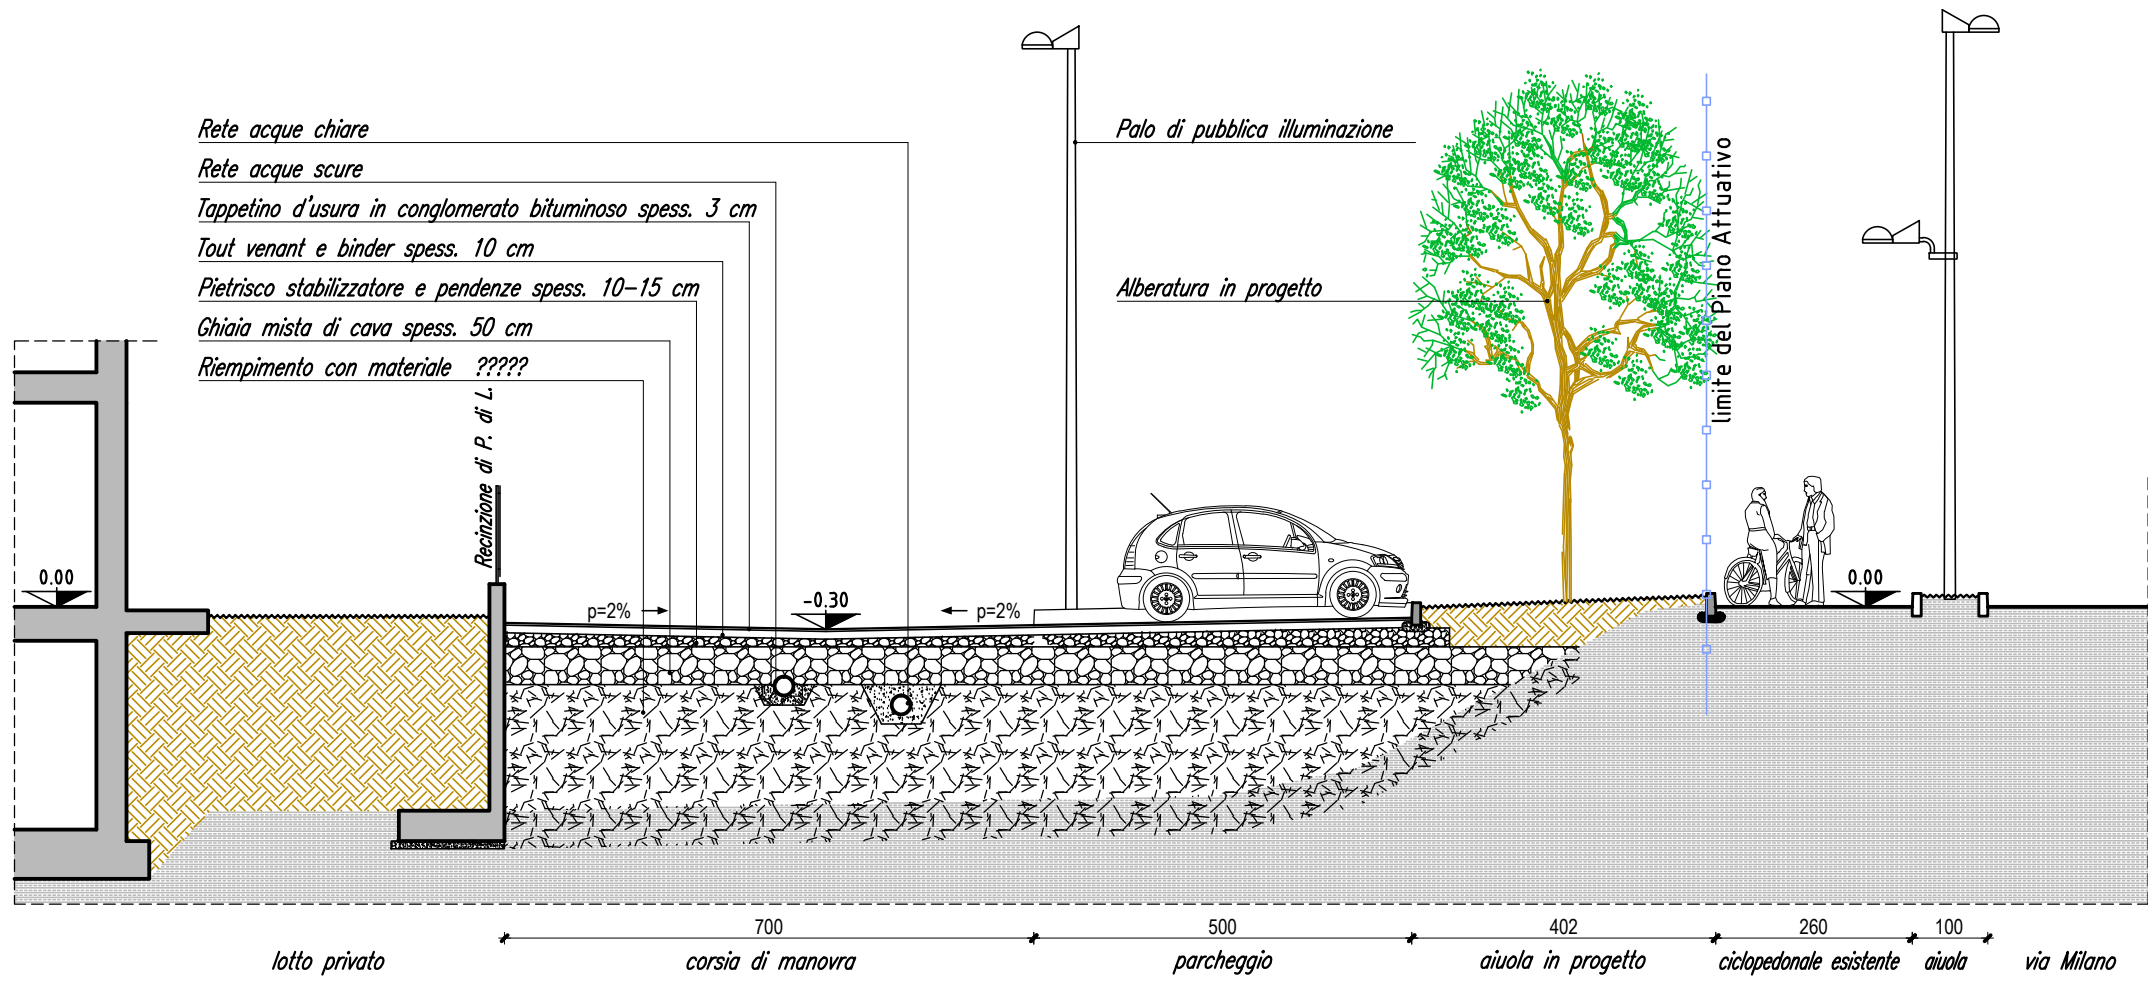 Rete acque chiare
Rete acque scure
Tappetino d'usura in conglomerato bituminoso spess. 3 cm
Tout venant e binder spess. 10 cm
Pietrisco stabilizzatore e pendenze spess. 10-15 cm
Ghiaia mista di cava spess. 50 cm
Riempimento con materiale ?????
Recinzione di P. di L.
Palo di pubblica illuminazione
Alberatura in progetto
limite del Piano Attuativo
0.00
p=2%
-0.30
p=2%
0.00
700
500
402
260
100
lotto privato
corsia di manovra
parcheggio
aiuola in progetto
ciclopedonale esistente
aiuola
via Milano